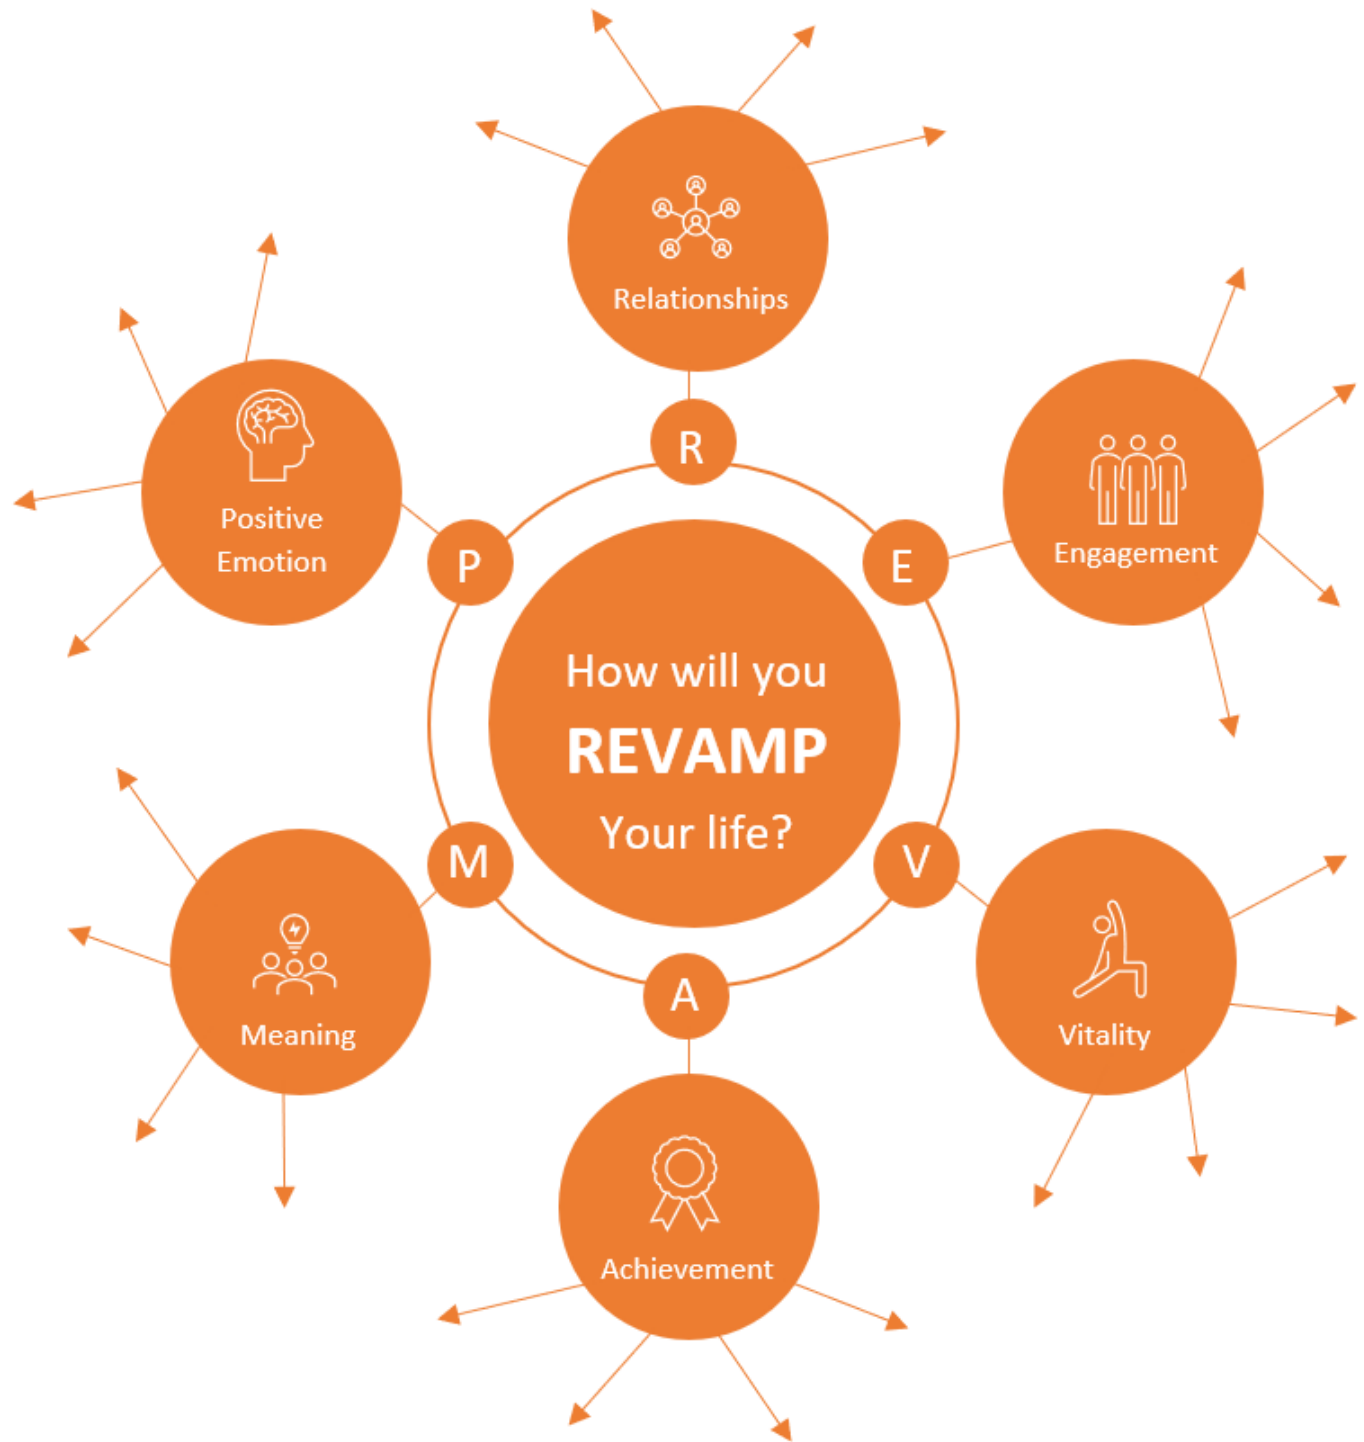 Relationships
R
E
Engagement
V
Vitality
A
Achievement
M
Meaning
P
Positive
Emotion
How will you
REVAMP
Your life?